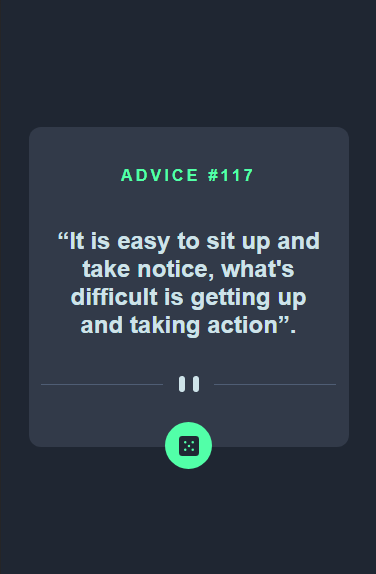 ADVICE #117
“It is easy to sit up and
take notice, what's
difficult is getting up
and taking action”.